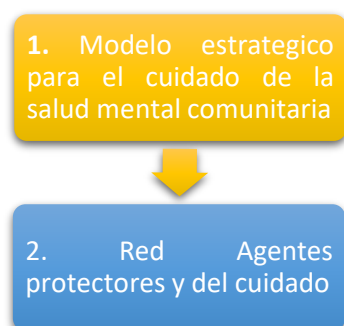 1. Modelo estrategico
para el cuidado de la
salud mental comunitaria
2. Red Agentes
protectores y del cuidado